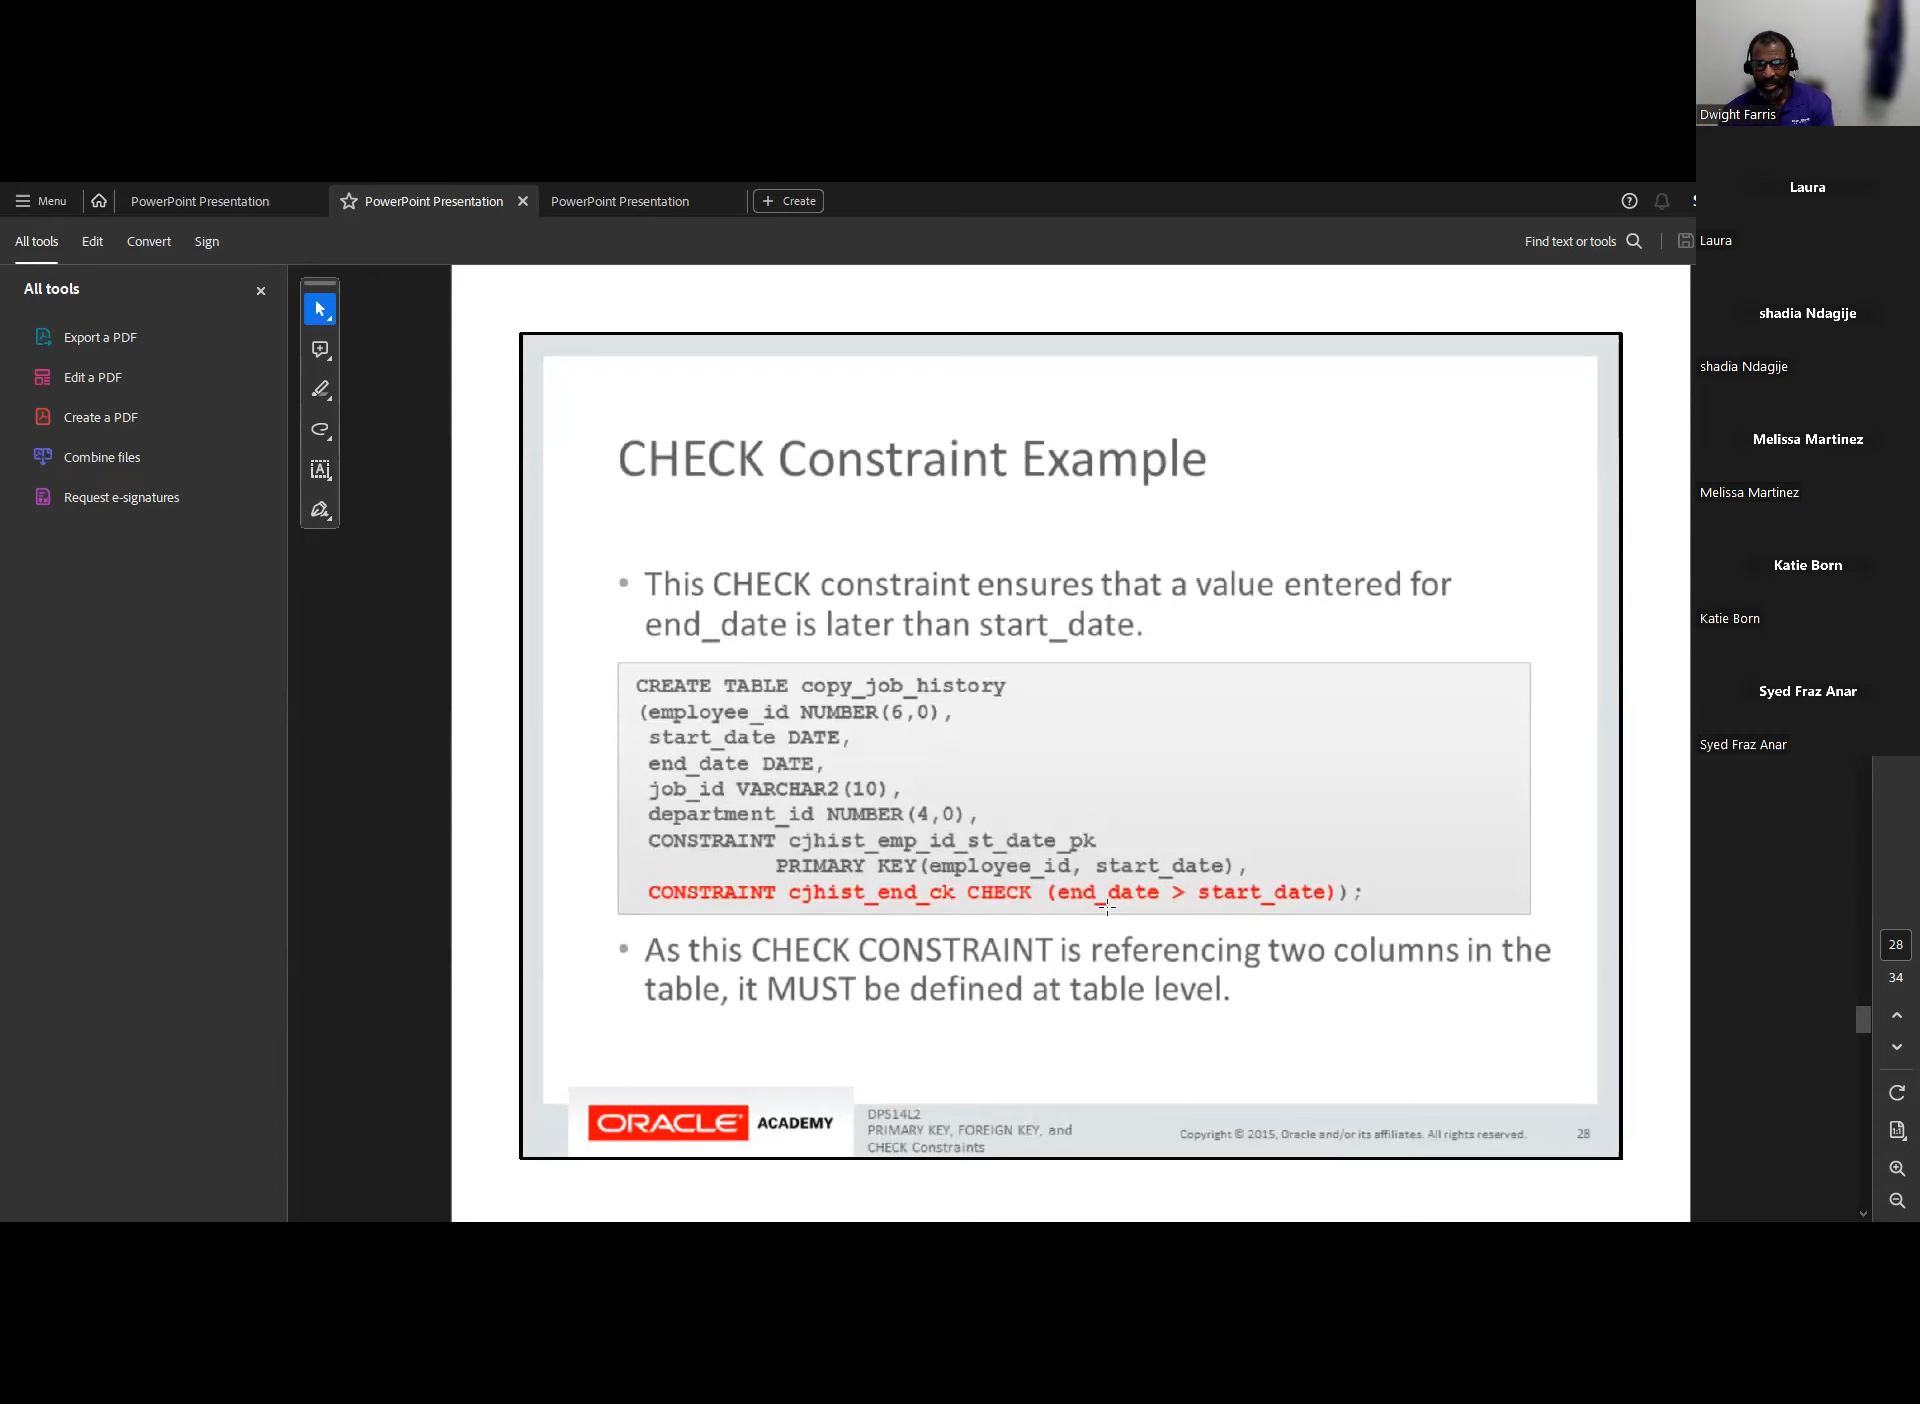 Dwight Farris
Laura
Laura
shadia Ndagije
shadia Ndagije
Melissa Martinez
Melissa Martinez
Katie Born
Katie Born
Syed Fraz Anar
Syed Fraz Anar
Menu
PowerPoint Presentation
PowerPoint Presentation
PowerPoint Presentation
Create
All tools
Edit
Convert
Sign
Find text or tools
All tools
Export a PDF
Edit a PDF
Create a PDF
Combine files
Request e-signatures
CHECK Constraint Example
• This CHECK constraint ensures that a value entered for
end_date is later than start_date.
CREATE TABLE copy_job_history
(employee_id NUMBER(6,0),
start_date DATE,
end_date DATE,
job_id VARCHAR2(10),
department_id NUMBER(4,0),
CONSTRAINT cjhist_emp_id_st_date_pk
PRIMARY KEY(employee_id, start_date),
CONSTRAINT cjhist_end_ck CHECK (end_date > start_date));
• As this CHECK CONSTRAINT is referencing two columns in the
table, it MUST be defined at table level.
ORACLE ACADEMY
DPS14L2
PRIMARY KEY, FOREIGN KEY, and
CHECK Constraints
Copyright © 2015, Oracle and/or its affiliates. All rights reserved.
28
28
34